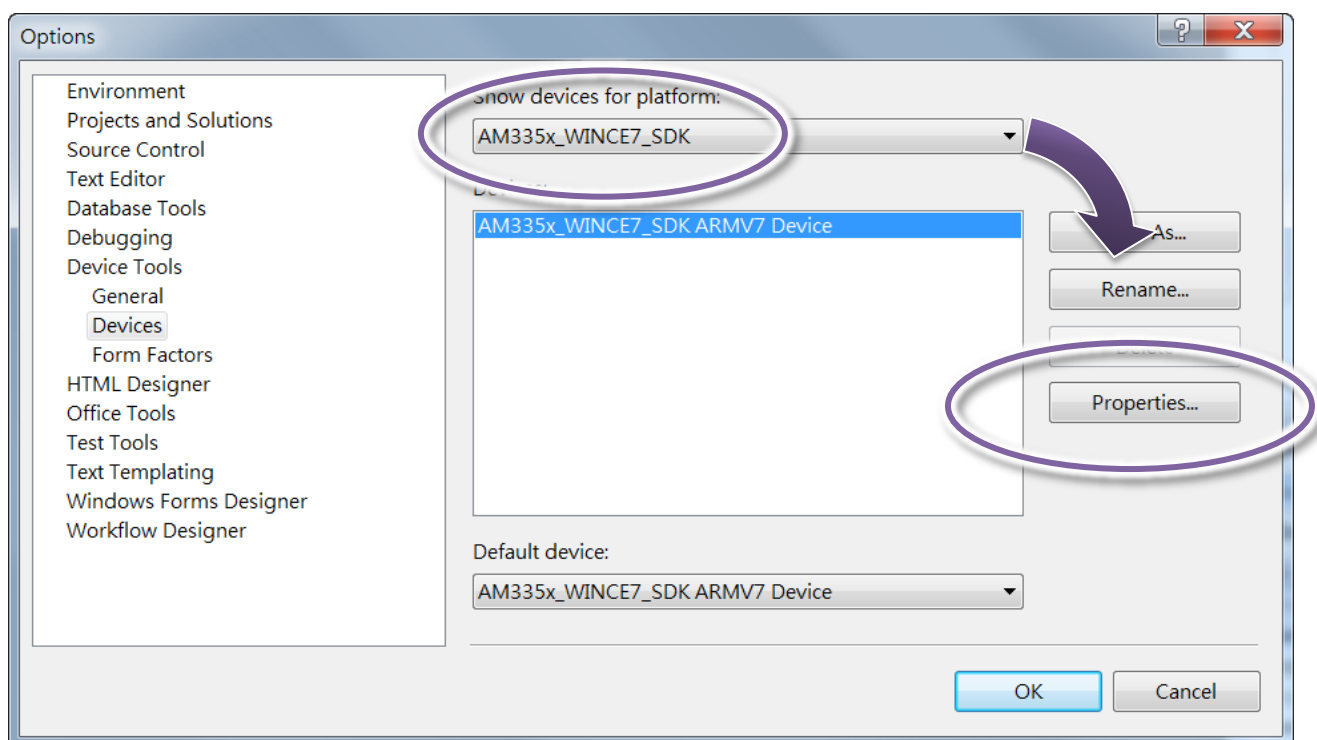 Options
Environment
Projects and Solutions
Source Control
Text Editor
Database Tools
Debugging
Device Tools
General
Devices
Form Factors
HTML Designer
Office Tools
Test Tools
Text Templating
Windows Forms Designer
Workflow Designer
Show devices for platform:
AM335x_WINCE7_SDK
AM335x_WINCE7_SDK ARMV7 Device
As...
Rename...
Delete
Properties...
Default device:
AM335x_WINCE7_SDK ARMV7 Device
OK
Cancel